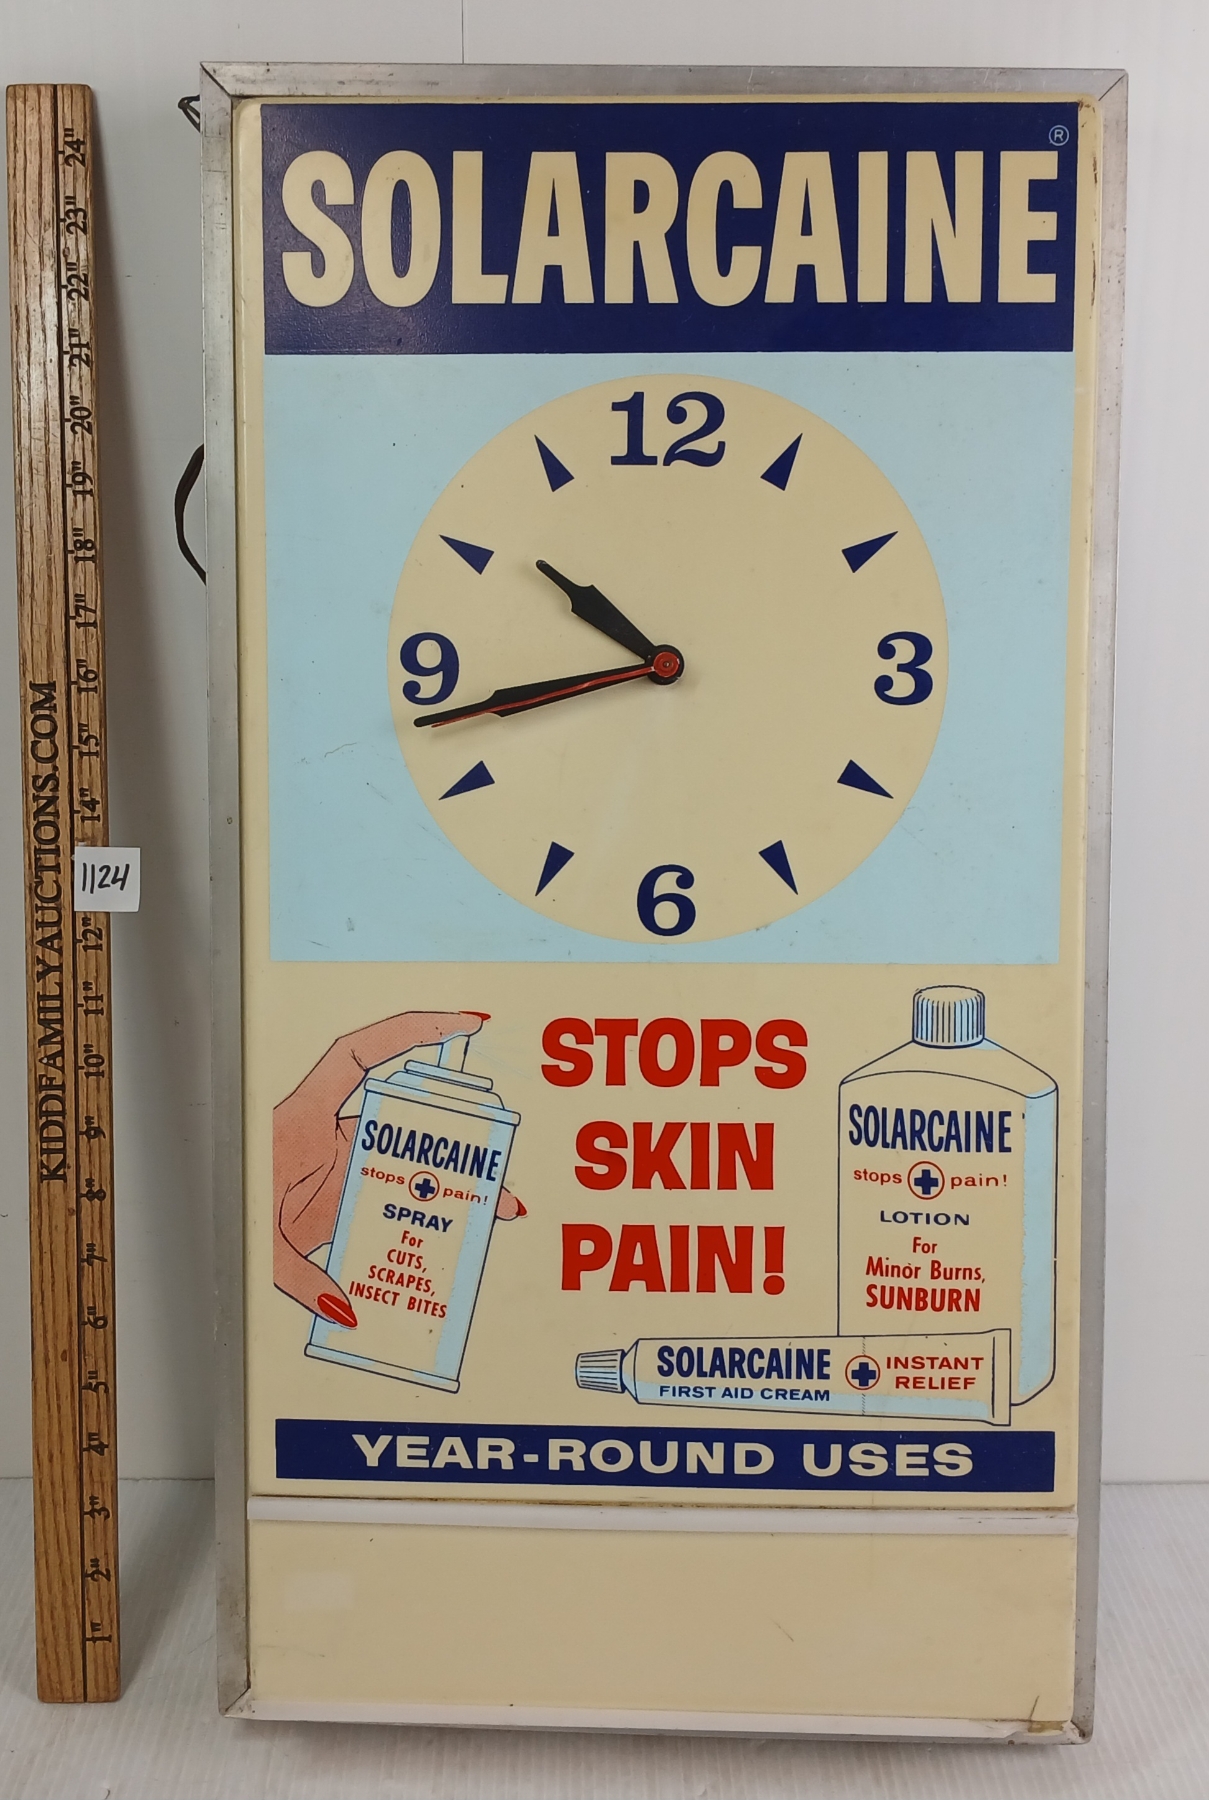 SOLARCAINE®
12
9
3
6
STOPS
SKIN
PAIN!
SOLARCAINE
stops pain!
SPRAY
For
CUTS,
SCRAPES,
INSECT BITES
SOLARCAINE
stops pain!
LOTION
For
Minor Burns,
SUNBURN
SOLARCAINE
FIRST AID CREAM
INSTANT
RELIEF
YEAR-ROUND USES
KIDDFAMILYAUCTIONS.COM
1124
24"
23"
22"
21"
20"
19"
18"
17"
16"
15"
14"
12"
11"
10"
9"
8"
7"
6"
5"
4"
3"
2"
1"